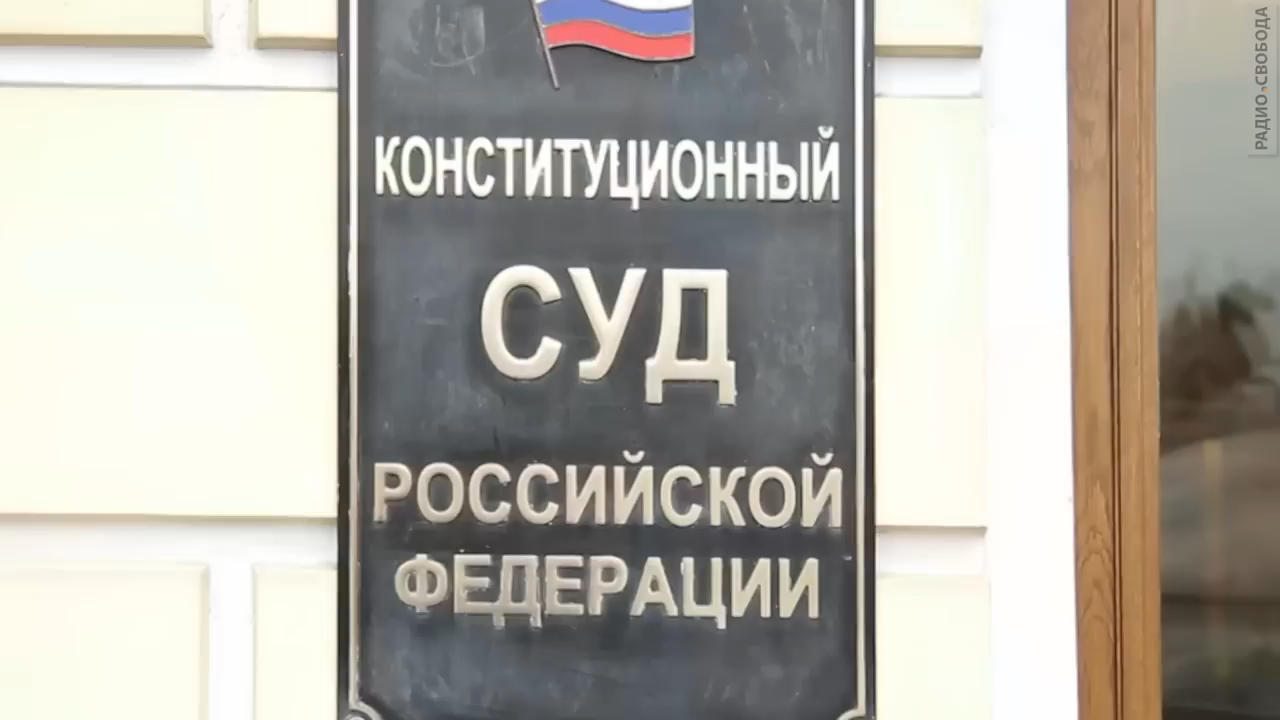 КОНСТИТУЦИОННЫЙ
СУД
РОССИЙСКОЙ
ФЕДЕРАЦИИ
РАДИО СВОБОДА